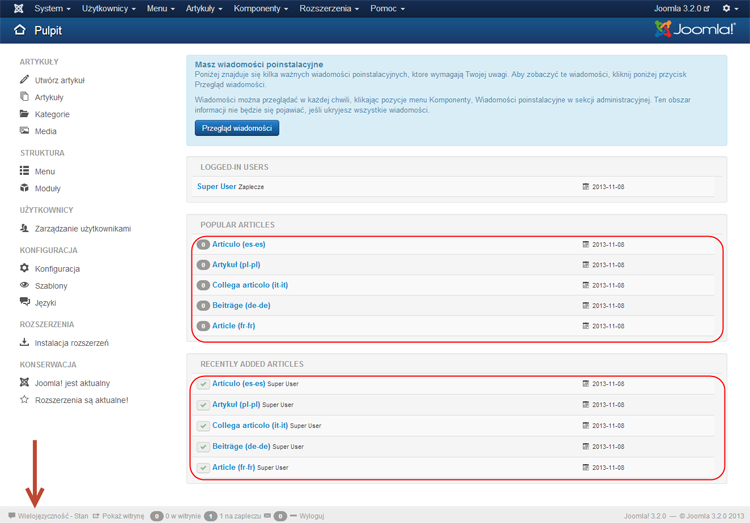 System Użytkownicy Menu Artykuły Komponenty Rozszerzenia Pomoc Joomla 3.2.0
Pulpit Joomla!®
ARTYKUŁY
Utwórz artykuł
Artykuły
Kategorie
Media
STRUKTURA
Menu
Moduły
UŻYTKOWNICY
Zarządzanie użytkownikami
KONFIGURACJA
Konfiguracja
Szablony
Języki
ROZSZERZENIA
Instalacja rozszerzeń
KONSERWACJA
Joomla! jest aktualny
Rozszerzenia są aktualne!
Masz wiadomości poinstalacyjne
Poniżej znajduje się kilka ważnych wiadomości poinstalacyjnych, ktore wymagają Twojej uwagi. Aby zobaczyć te wiadomości, kliknij poniżej przycisk
Przegląd wiadomości.
Wiadomości można przeglądać w każdej chwili, klikając pozycje menu Komponenty, Wiadomości poinstalacyjne w sekcji administracyjnej. Ten obszar
informacji nie będzie się pojawiać, jeśli ukryjesz wszystkie wiadomości.
Przegląd wiadomości
LOGGED-IN USERS
Super User Zaplecze 2013-11-08
POPULAR ARTICLES
0 Artículo (es-es) 2013-11-08
0 Artykuł (pl-pl) 2013-11-08
0 Collega articolo (it-it) 2013-11-08
0 Beiträge (de-de) 2013-11-08
0 Article (fr-fr) 2013-11-08
RECENTLY ADDED ARTICLES
Artículo (es-es) Super User 2013-11-08
Artykuł (pl-pl) Super User 2013-11-08
Collega articolo (it-it) Super User 2013-11-08
Beiträge (de-de) Super User 2013-11-08
Article (fr-fr) Super User 2013-11-08
Wielojęzyczność - Stan Pokaż witrynę 0 0 w witrynie 1 1 na zapleczu 0 Wyloguj Joomla! 3.2.0 — © Joomla 3.2.0 2013